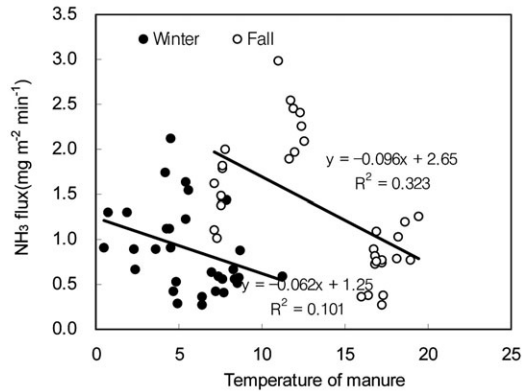 3.5
Winter Fall
3.0
2.5
2.0
y = −0.096x + 2.65
R² = 0.323
1.5
1.0
0.5
y = −0.062x + 1.25
R² = 0.101
0.0
NH₃ flux(mg m⁻² min⁻¹)
0 5 10 15 20 25
Temperature of manure